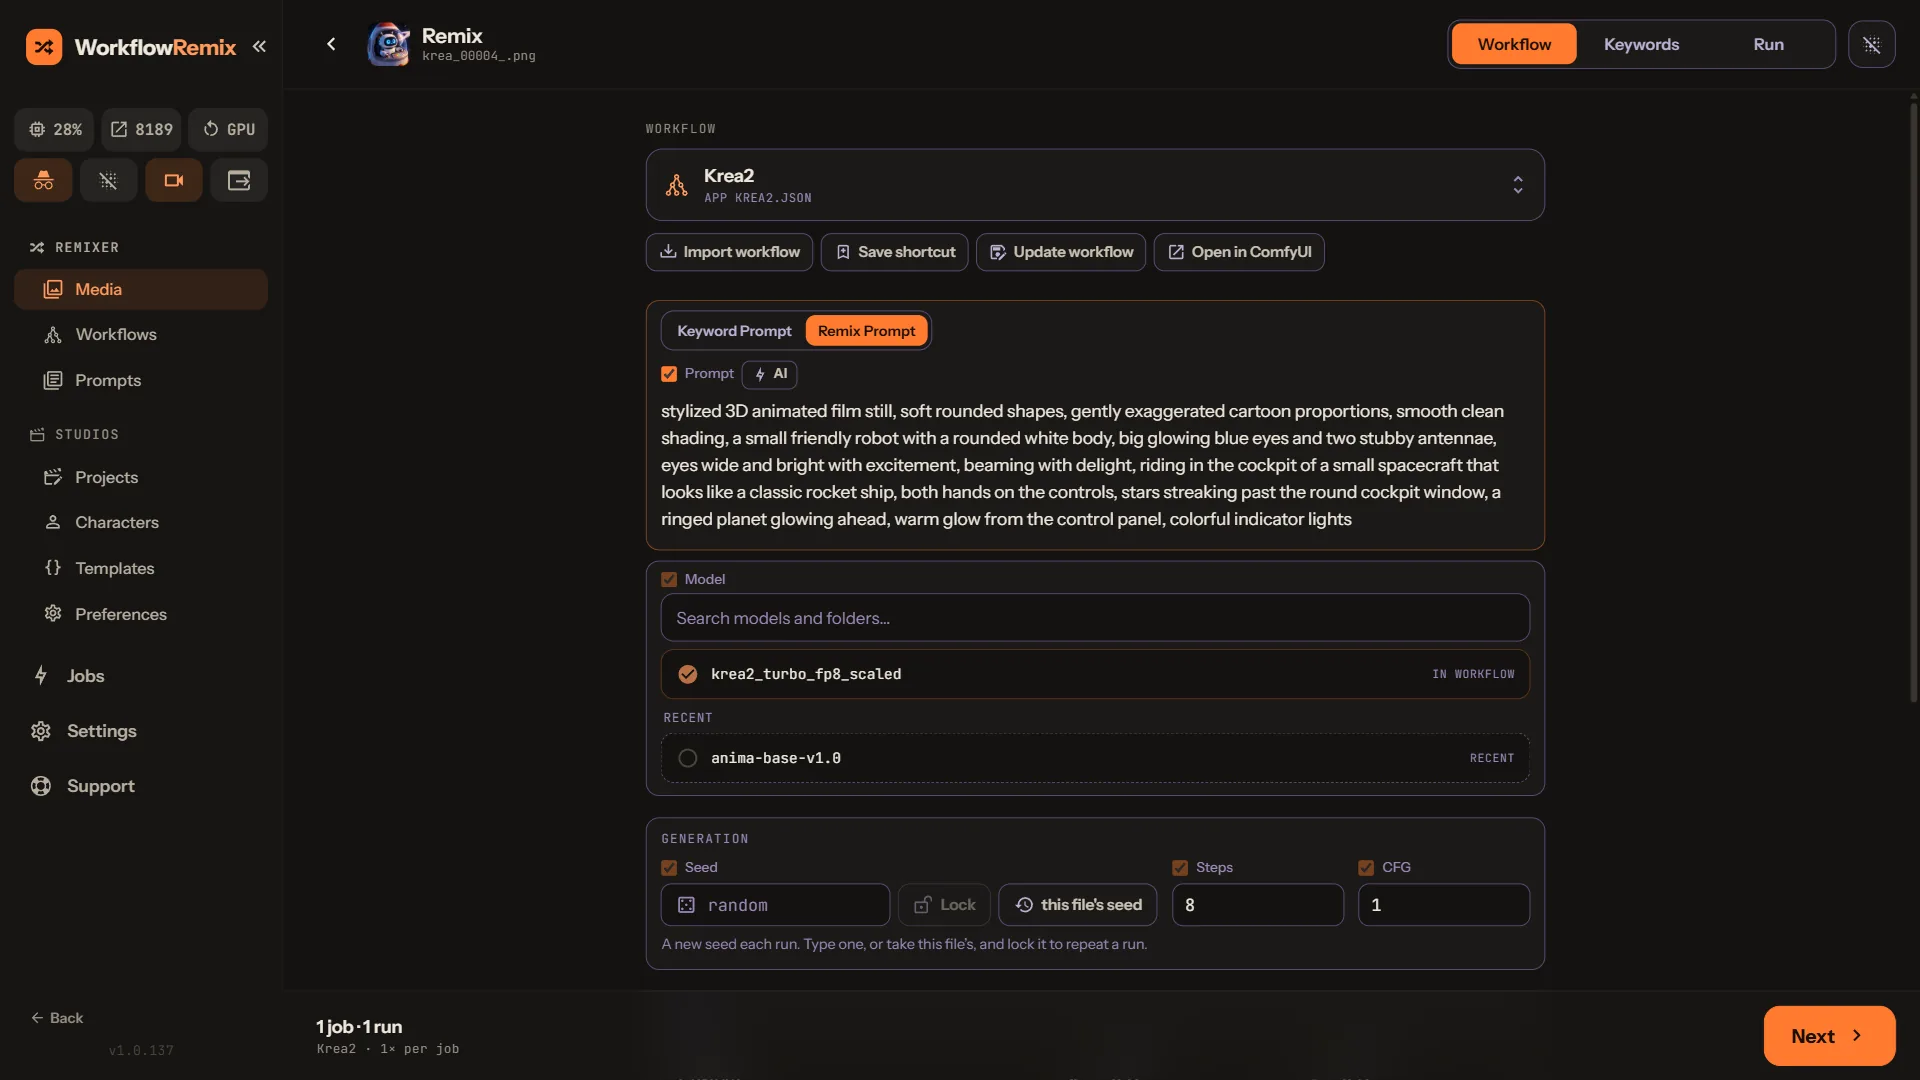 WorkflowRemix
28%
8189
GPU
REMIXER
Media
Workflows
Prompts
STUDIOS
Projects
Characters
Templates
Preferences
Jobs
Settings
Support
Back
v1.0.137
Remix
krea_00004_.png
Workflow
Keywords
Run
WORKFLOW
Krea2
APP KREA2.JSON
Import workflow
Save shortcut
Update workflow
Open in ComfyUI
Keyword Prompt
Remix Prompt
Prompt
AI
stylized 3D animated film still, soft rounded shapes, gently exaggerated cartoon proportions, smooth clean
shading, a small friendly robot with a rounded white body, big glowing blue eyes and two stubby antennae,
eyes wide and bright with excitement, beaming with delight, riding in the cockpit of a small spacecraft that
looks like a classic rocket ship, both hands on the controls, stars streaking past the round cockpit window, a
ringed planet glowing ahead, warm glow from the control panel, colorful indicator lights
Model
Search models and folders...
krea2_turbo_fp8_scaled
IN WORKFLOW
RECENT
anima-base-v1.0
RECENT
GENERATION
Seed
Steps
CFG
random
Lock
this file's seed
8
1
A new seed each run. Type one, or take this file's, and lock it to repeat a run.
1 job · 1 run
Krea2 · 1× per job
Next